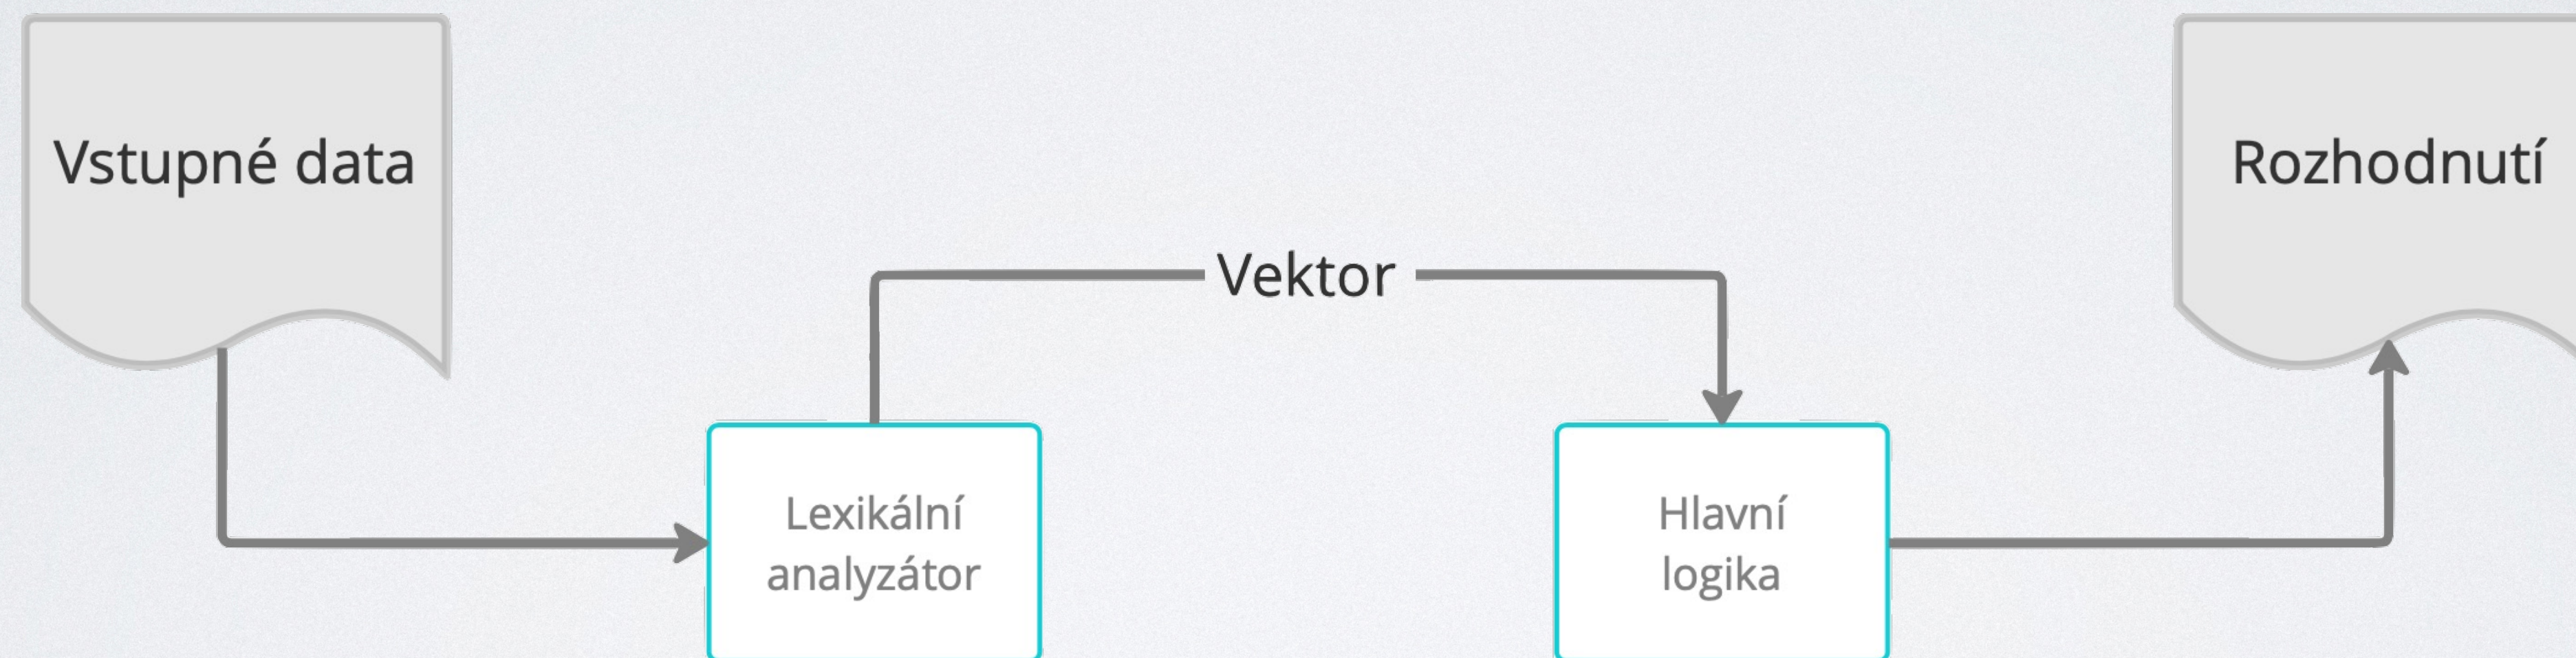 Vstupné data
Rozhodnutí
Vektor
Lexikální
analyzátor
Hlavní
logika